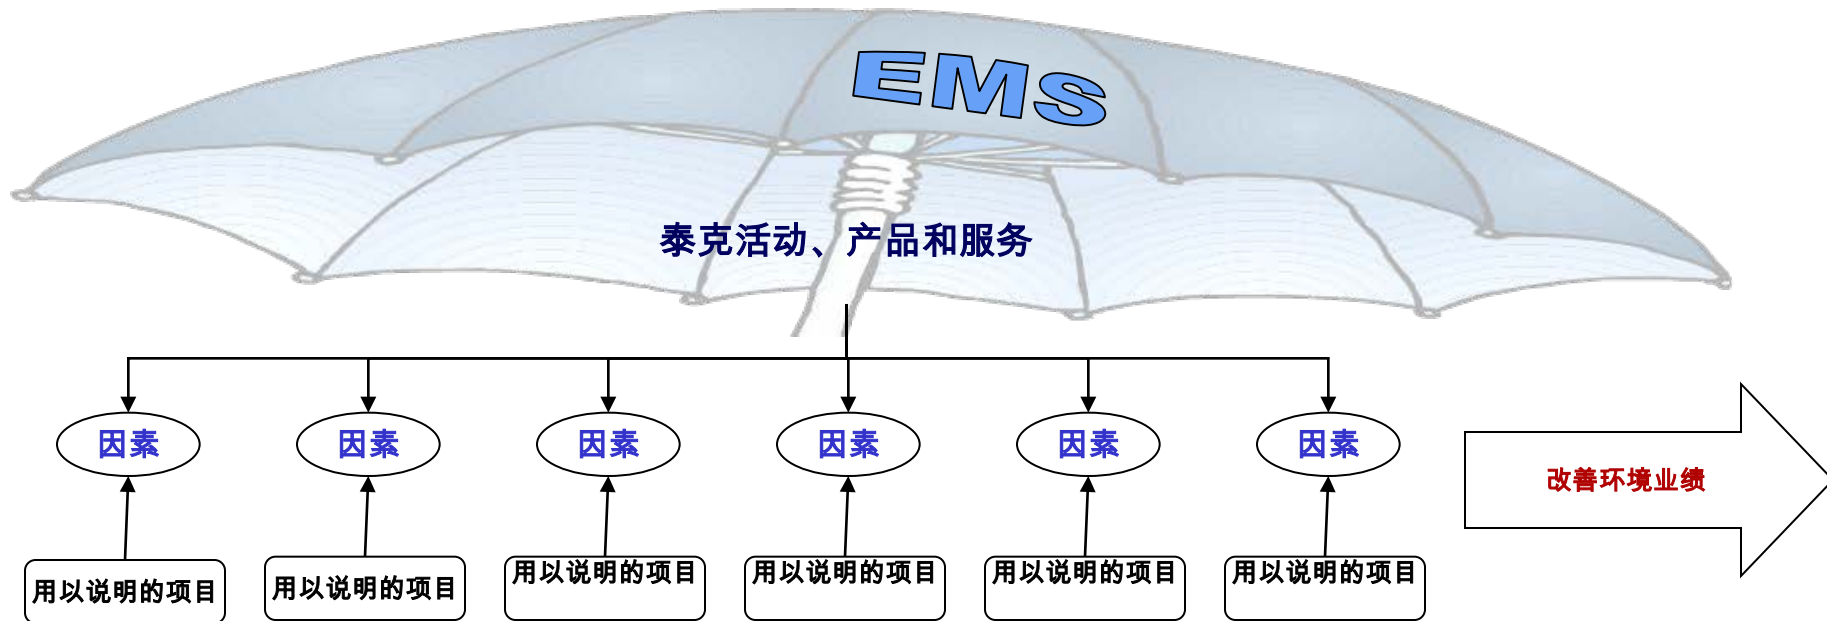 EMS
泰克活动、产品和服务
因素 因素 因素 因素 因素 因素
改善环境业绩
用以说明的项目 用以说明的项目 用以说明的项目 用以说明的项目 用以说明的项目 用以说明的项目